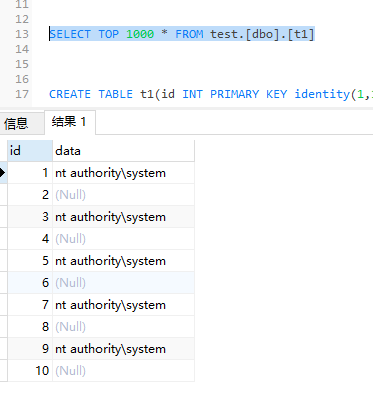 11
12
13 SELECT TOP 1000 * FROM test.[dbo].[t1]
14
15
16
17 CREATE TABLE t1(id INT PRIMARY KEY identity(1,
信息 结果 1
id data
1 nt authority\system
2 (Null)
3 nt authority\system
4 (Null)
5 nt authority\system
6 (Null)
7 nt authority\system
8 (Null)
9 nt authority\system
10 (Null)